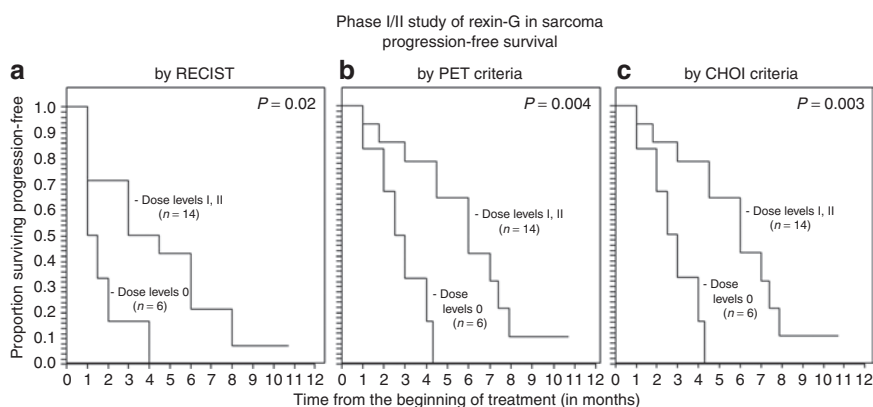 Phase I/II study of rexin-G in sarcoma
progression-free survival
a by RECIST
b by PET criteria
c by CHOI criteria
Proportion surviving progression-free
1.0
0.9
0.8
0.7
0.6
0.5
0.4
0.3
0.2
0.1
0.0
P = 0.02
- Dose levels I, II
(n = 14)
- Dose levels 0
(n = 6)
0 1 2 3 4 5 6 7 8 9 10 11 12
P = 0.004
- Dose levels I, II
(n = 14)
- Dose
levels 0
(n = 6)
0 1 2 3 4 5 6 7 8 9 10 11 12
P = 0.003
- Dose levels I, II
(n = 14)
- Dose
levels 0
(n = 6)
0 1 2 3 4 5 6 7 8 9 10 11 12
Time from the beginning of treatment (in months)